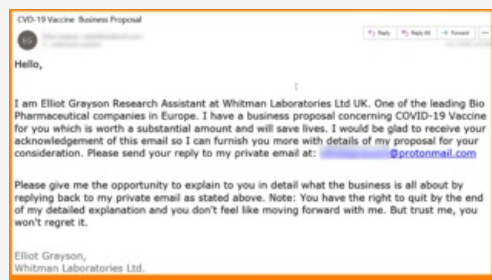 CVD-19 Vaccine Business Proposal
EG
Reply
Reply All
Forward
Hello,
I am Elliot Grayson Research Assistant at Whitman Laboratories Ltd UK. One of the leading Bio
Pharmaceutical companies in Europe. I have a business proposal concerning COVID-19 Vaccine
for you which is worth a substantial amount and will save lives. I would be glad to receive your
acknowledgement of this email so I can furnish you more with details of my proposal for your
consideration. Please send your reply to my private email at: @protonmail.com
Please give me the opportunity to explain to you in detail what the business is all about by
replying back to my private email as stated above. Note: You have the right to quit by the end
of my detailed explanation and you don't feel like moving forward with me. But trust me, you
won't regret it.
Elliot Grayson,
Whitman Laboratories Ltd.